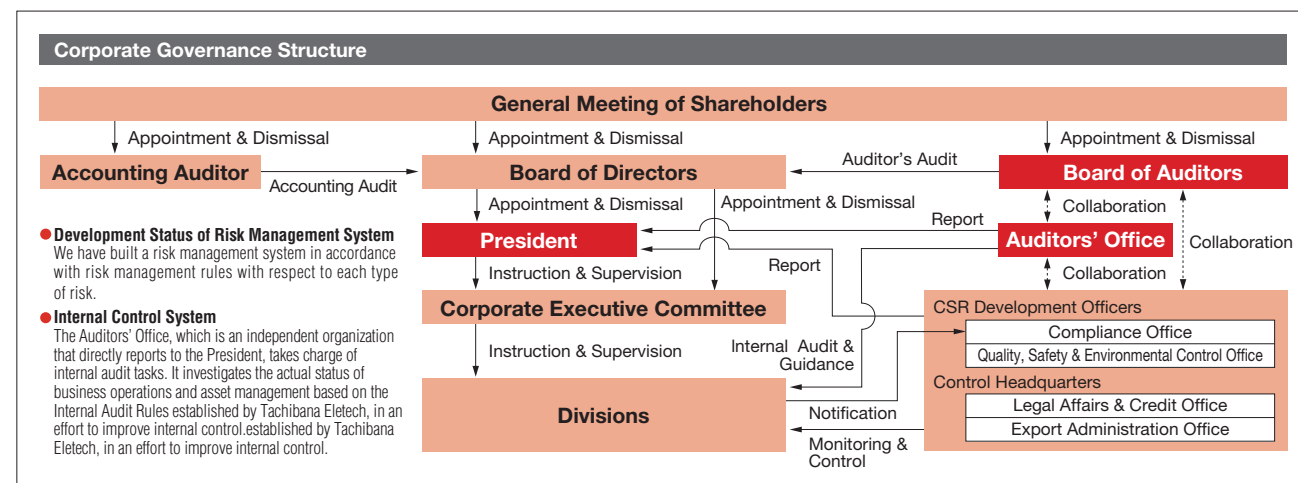 Corporate Governance Structure
General Meeting of Shareholders
Appointment & Dismissal
Appointment & Dismissal
Appointment & Dismissal
Accounting Auditor
Accounting Audit
Board of Directors
Auditor's Audit
Board of Auditors
Appointment & Dismissal
Appointment & Dismissal
Collaboration
Report
President
Auditors' Office
Collaboration
Report
Instruction & Supervision
Collaboration
Development Status of Risk Management System
We have built a risk management system in accordance
with risk management rules with respect to each type
of risk.
Internal Control System
The Auditors' Office, which is an independent organization
that directly reports to the President, takes charge of
internal audit tasks. It investigates the actual status of
business operations and asset management based on the
Internal Audit Rules established by Tachibana Eletech, in an
effort to improve internal control.established by Tachibana
Eletech, in an effort to improve internal control.
Corporate Executive Committee
Instruction & Supervision
Internal Audit &
Guidance
Divisions
Notification
Monitoring &
Control
CSR Development Officers
Compliance Office
Quality, Safety & Environmental Control Office
Control Headquarters
Legal Affairs & Credit Office
Export Administration Office